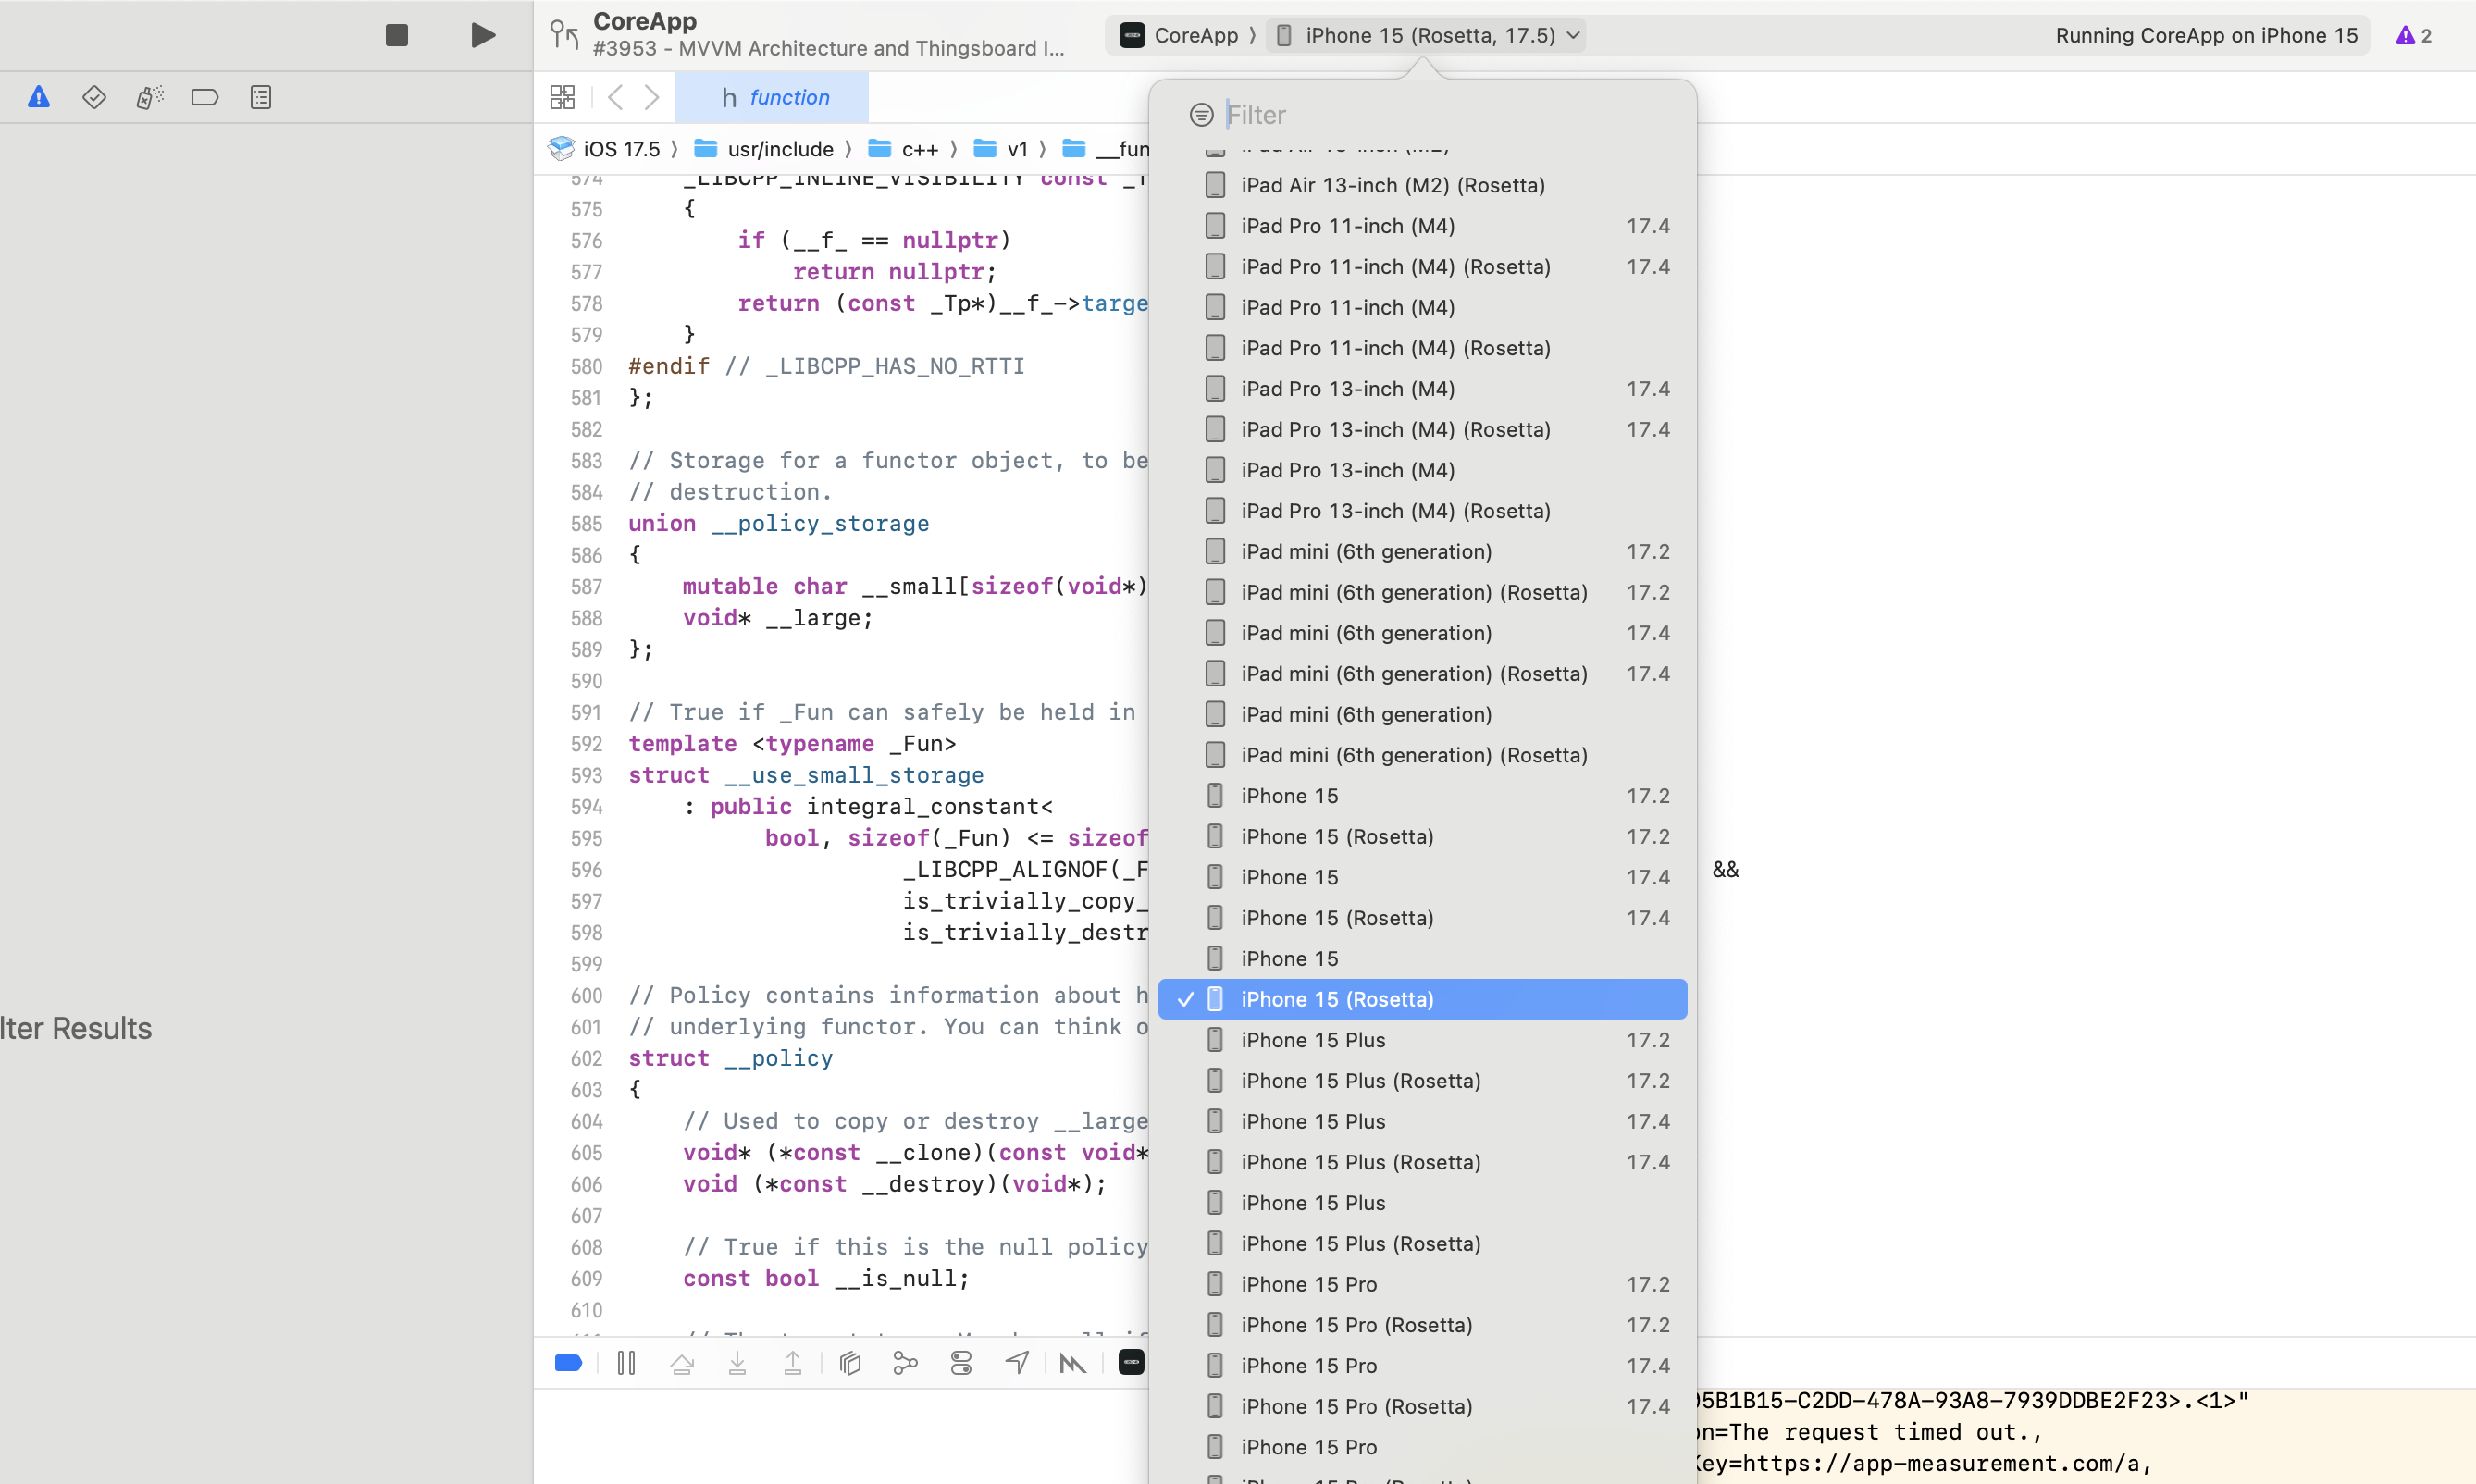 CoreApp
#3953 - MVVM Architecture and Thingsboard I...
CoreApp
iPhone 15 (Rosetta, 17.5)
Running CoreApp on iPhone 15
2
h function
iOS 17.5 ⟩ usr/include ⟩ c++ ⟩ v1 ⟩ __fun
574 _LIBCPP_INLINE_VISIBILITY const _T
575 {
576 if (__f_ == nullptr)
577 return nullptr;
578 return (const _Tp*)__f_->targe
579 }
580 #endif // _LIBCPP_HAS_NO_RTTI
581 };
582
583 // Storage for a functor object, to be
584 // destruction.
585 union __policy_storage
586 {
587 mutable char __small[sizeof(void*)
588 void* __large;
589 };
590
591 // True if _Fun can safely be held in
592 template <typename _Fun>
593 struct __use_small_storage
594 : public integral_constant<
595 bool, sizeof(_Fun) <= sizeof
596 _LIBCPP_ALIGNOF(_F &&
597 is_trivially_copy_
598 is_trivially_destr
599
600 // Policy contains information about h
601 // underlying functor. You can think o
602 struct __policy
603 {
604 // Used to copy or destroy __large
605 void* (*const __clone)(const void*
606 void (*const __destroy)(void*);
607
608 // True if this is the null policy
609 const bool __is_null;
610
lter Results
Filter
iPad Air 13-inch (M2) (Rosetta)
iPad Pro 11-inch (M4) 17.4
iPad Pro 11-inch (M4) (Rosetta) 17.4
iPad Pro 11-inch (M4)
iPad Pro 11-inch (M4) (Rosetta)
iPad Pro 13-inch (M4) 17.4
iPad Pro 13-inch (M4) (Rosetta) 17.4
iPad Pro 13-inch (M4)
iPad Pro 13-inch (M4) (Rosetta)
iPad mini (6th generation) 17.2
iPad mini (6th generation) (Rosetta) 17.2
iPad mini (6th generation) 17.4
iPad mini (6th generation) (Rosetta) 17.4
iPad mini (6th generation)
iPad mini (6th generation) (Rosetta)
iPhone 15 17.2
iPhone 15 (Rosetta) 17.2
iPhone 15 17.4
iPhone 15 (Rosetta) 17.4
iPhone 15
iPhone 15 (Rosetta)
iPhone 15 Plus 17.2
iPhone 15 Plus (Rosetta) 17.2
iPhone 15 Plus 17.4
iPhone 15 Plus (Rosetta) 17.4
iPhone 15 Plus
iPhone 15 Plus (Rosetta)
iPhone 15 Pro 17.2
iPhone 15 Pro (Rosetta) 17.2
iPhone 15 Pro 17.4
iPhone 15 Pro (Rosetta) 17.4
iPhone 15 Pro
5B1B15-C2DD-478A-93A8-7939DDBE2F23>.<1>"
on=The request timed out.,
Key=https://app-measurement.com/a,